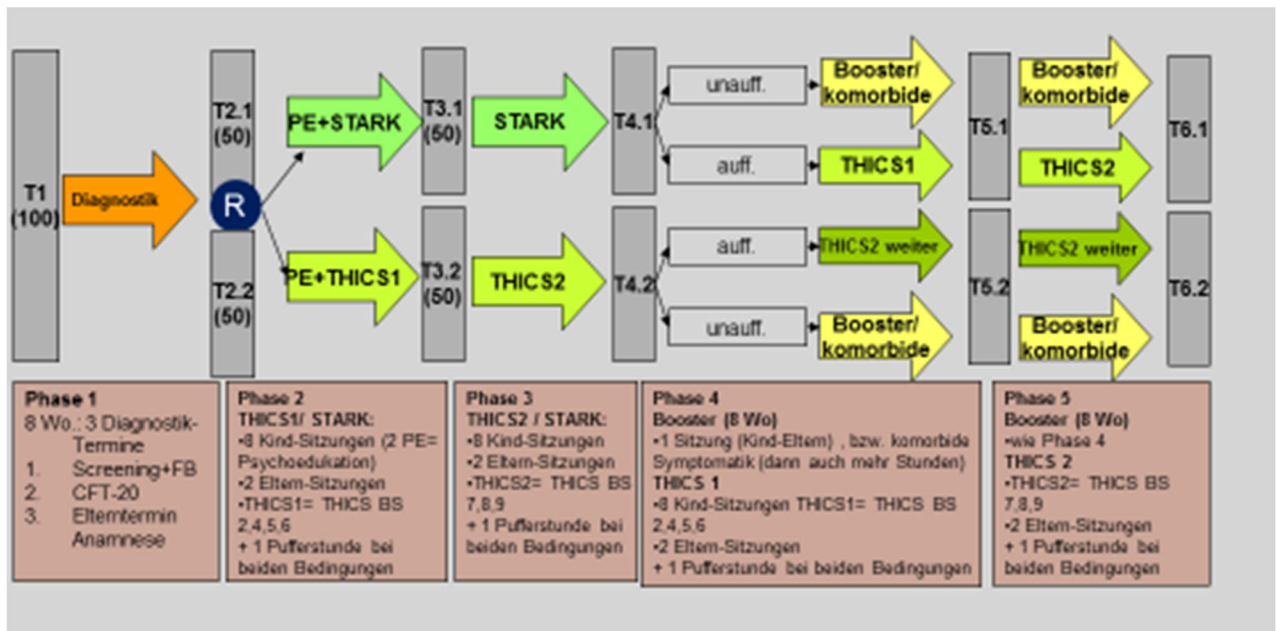 T1
(100)
Diagnostik
T2.1
(50)
R
T2.2
(50)
PE+STARK
PE+THICS1
T3.1
(50)
T3.2
(50)
STARK
THICS2
T4.1
T4.2
unauff.
auff.
auff.
unauff.
Booster/
komorbide
THICS1
THICS2 weiter
Booster/
komorbide
T5.1
T5.2
Booster/
komorbide
THICS2
THICS2 weiter
Booster/
komorbide
T6.1
T6.2
Phase 1
8 Wo.: 3 Diagnostik-
Termine
1. Screening+FB
2. CFT-20
3. Elterntermin
Anamnese
Phase 2
THICS1/ STARK:
•8 Kind-Sitzungen (2 PE=
Psychoedukation)
•2 Eltern-Sitzungen
•THICS1= THICS BS
2,4,5,6
+ 1 Pufferstunde bei
beiden Bedingungen
Phase 3
THICS2 / STARK:
•8 Kind-Sitzungen
•2 Eltern-Sitzungen
•THICS2= THICS BS
7,8,9
+ 1 Pufferstunde bei
beiden Bedingungen
Phase 4
Booster (8 Wo)
•1 Sitzung (Kind-Eltern) , bzw. komorbide
Symptomatik (dann auch mehr Stunden)
THICS 1
•8 Kind-Sitzungen THICS1= THICS BS
2,4,5,6
•2 Eltern-Sitzungen
+ 1 Pufferstunde bei beiden Bedingungen
Phase 5
Booster (8 Wo)
•wie Phase 4
THICS 2
•THICS2= THICS BS
7,8,9
•2 Eltern-Sitzungen
+ 1 Pufferstunde bei
beiden Bedingungen